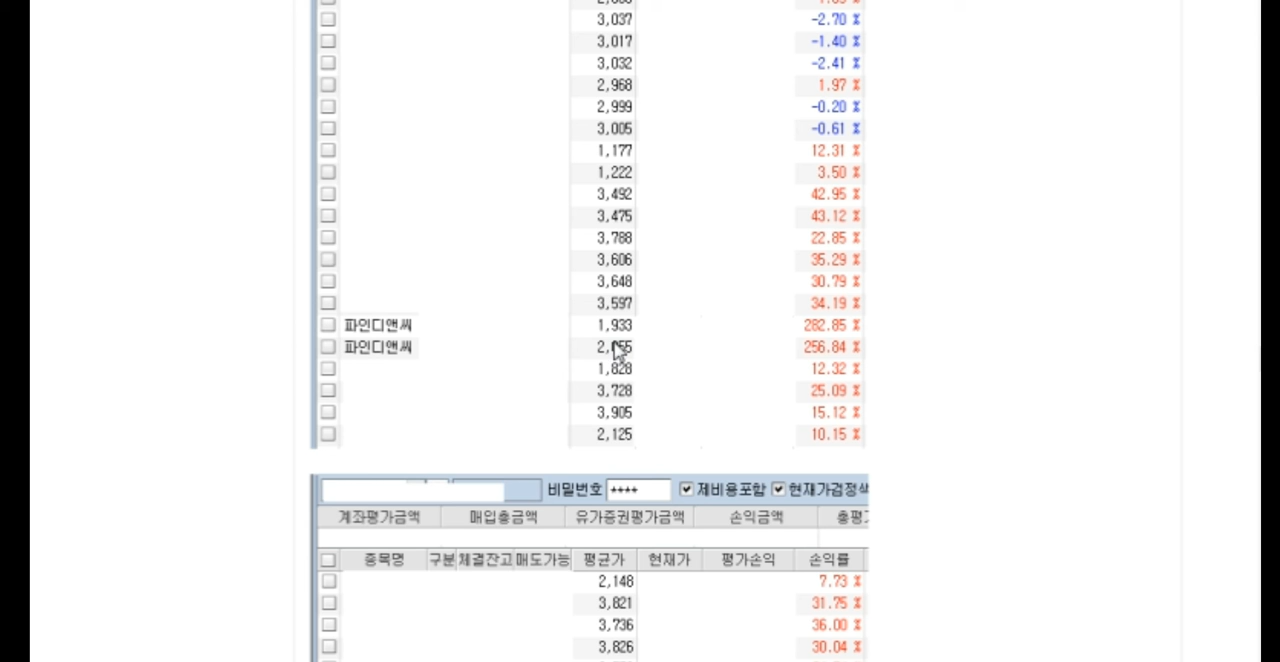 3,037 -2.70 %
3,017 -1.40 %
3,032 -2.41 %
2,968 1.97 %
2,999 -0.20 %
3,005 -0.61 %
1,177 12.31 %
1,222 3.50 %
3,492 42.95 %
3,475 43.12 %
3,788 22.85 %
3,606 35.29 %
3,648 30.79 %
3,597 34.19 %
파인디앤씨 1,933 282.85 %
파인디앤씨 256.84 %
1,828 12.32 %
3,728 25.09 %
3,905 15.12 %
2,125 10.15 %
비밀번호 **** 제비용포함 현재가검정색
계좌평가금액 매입총금액 유가증권평가금액 손익금액
종목명 구분 체결잔고 매도가능 평균가 현재가 평가손익 손익률
2,148 7.73 %
3,821 31.75 %
3,736 36.00 %
3,826 30.04 %